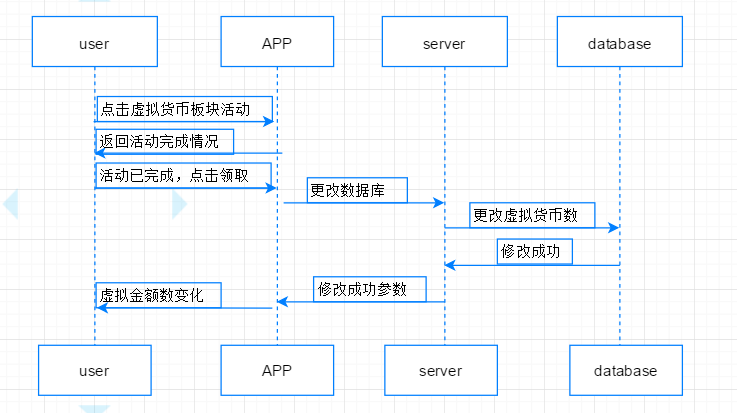 user
APP
server
database
点击虚拟货币板块活动
返回活动完成情况
活动已完成，点击领取
更改数据库
更改虚拟货币数
修改成功
修改成功参数
虚拟金额数变化
user
APP
server
database